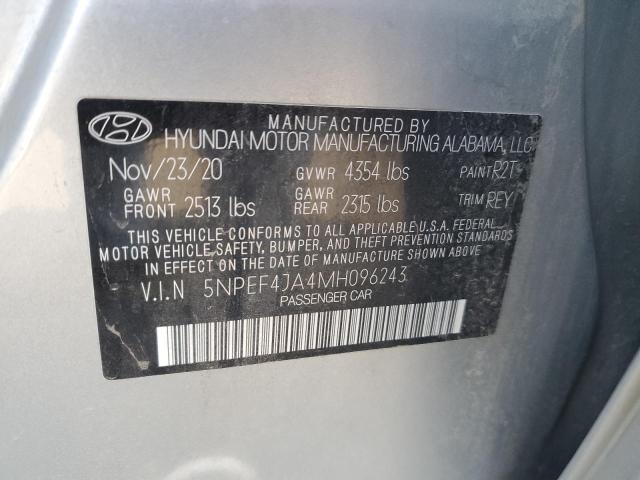 MANUFACTURED BY
HYUNDAI MOTOR MANUFACTURING ALABAMA, LLC
Nov/23/20 GVWR 4354 lbs PAINT R2T
GAWR FRONT 2513 lbs GAWR REAR 2315 lbs TRIM REY
THIS VEHICLE CONFORMS TO ALL APPLICABLE U.S.A. FEDERAL
MOTOR VEHICLE SAFETY, BUMPER, AND THEFT PREVENTION STANDARDS
IN EFFECT ON THE DATE OF MANUFACTURE SHOWN ABOVE.
V.I.N 5NPEF4JA4MH096243
PASSENGER CAR